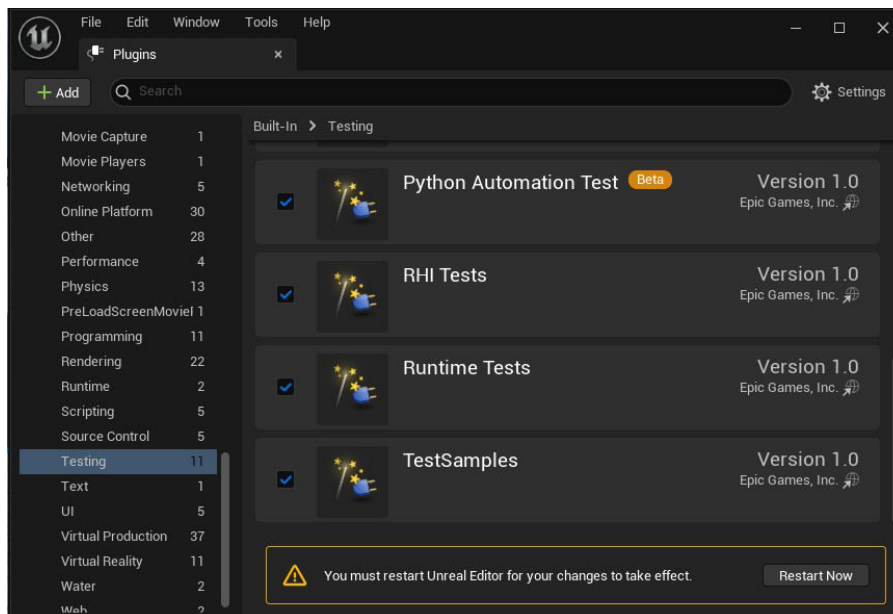 File Edit Window Tools Help
Plugins
Add Search Settings
Built-In > Testing
Movie Capture 1
Movie Players 1
Networking 5
Online Platform 30
Other 28
Performance 4
Physics 13
PreLoadScreenMovieI 1
Programming 11
Rendering 22
Runtime 2
Scripting 5
Source Control 5
Testing 11
Text 1
UI 5
Virtual Production 37
Virtual Reality 11
Water 2
Web 2
Python Automation Test Beta Version 1.0
Epic Games, Inc.
RHI Tests Version 1.0
Epic Games, Inc.
Runtime Tests Version 1.0
Epic Games, Inc.
TestSamples Version 1.0
Epic Games, Inc.
You must restart Unreal Editor for your changes to take effect. Restart Now